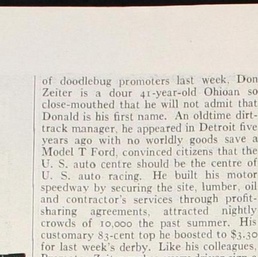 of doodlebug promoters last week, Don
Zeiter is a dour 41-year-old Ohioan so
close-mouthed that he will not admit that
Donald is his first name. An oldtime dirt-
track manager, he appeared in Detroit five
years ago with no worldly goods save a
Model T Ford, convinced citizens that the
U. S. auto centre should be the centre of
U. S. auto racing. He built his motor
speedway by securing the site, lumber, oil
and contractor's services through profit-
sharing agreements, attracted nightly
crowds of 10,000 the past summer. His
customary 83-cent top he boosted to $3.30
for last week's derby. Like his colleagues,